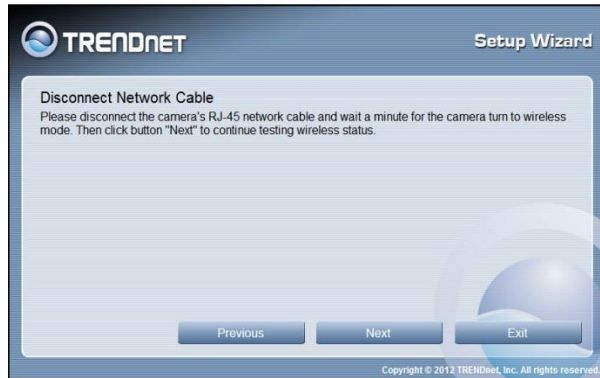 TRENDNET
Setup Wizard
Disconnect Network Cable
Please disconnect the camera's RJ-45 network cable and wait a minute for the camera turn to wireless
mode. Then click button "Next" to continue testing wireless status.
Previous
Next
Exit
Copyright © 2012 TRENDnet, Inc. All rights reserved.